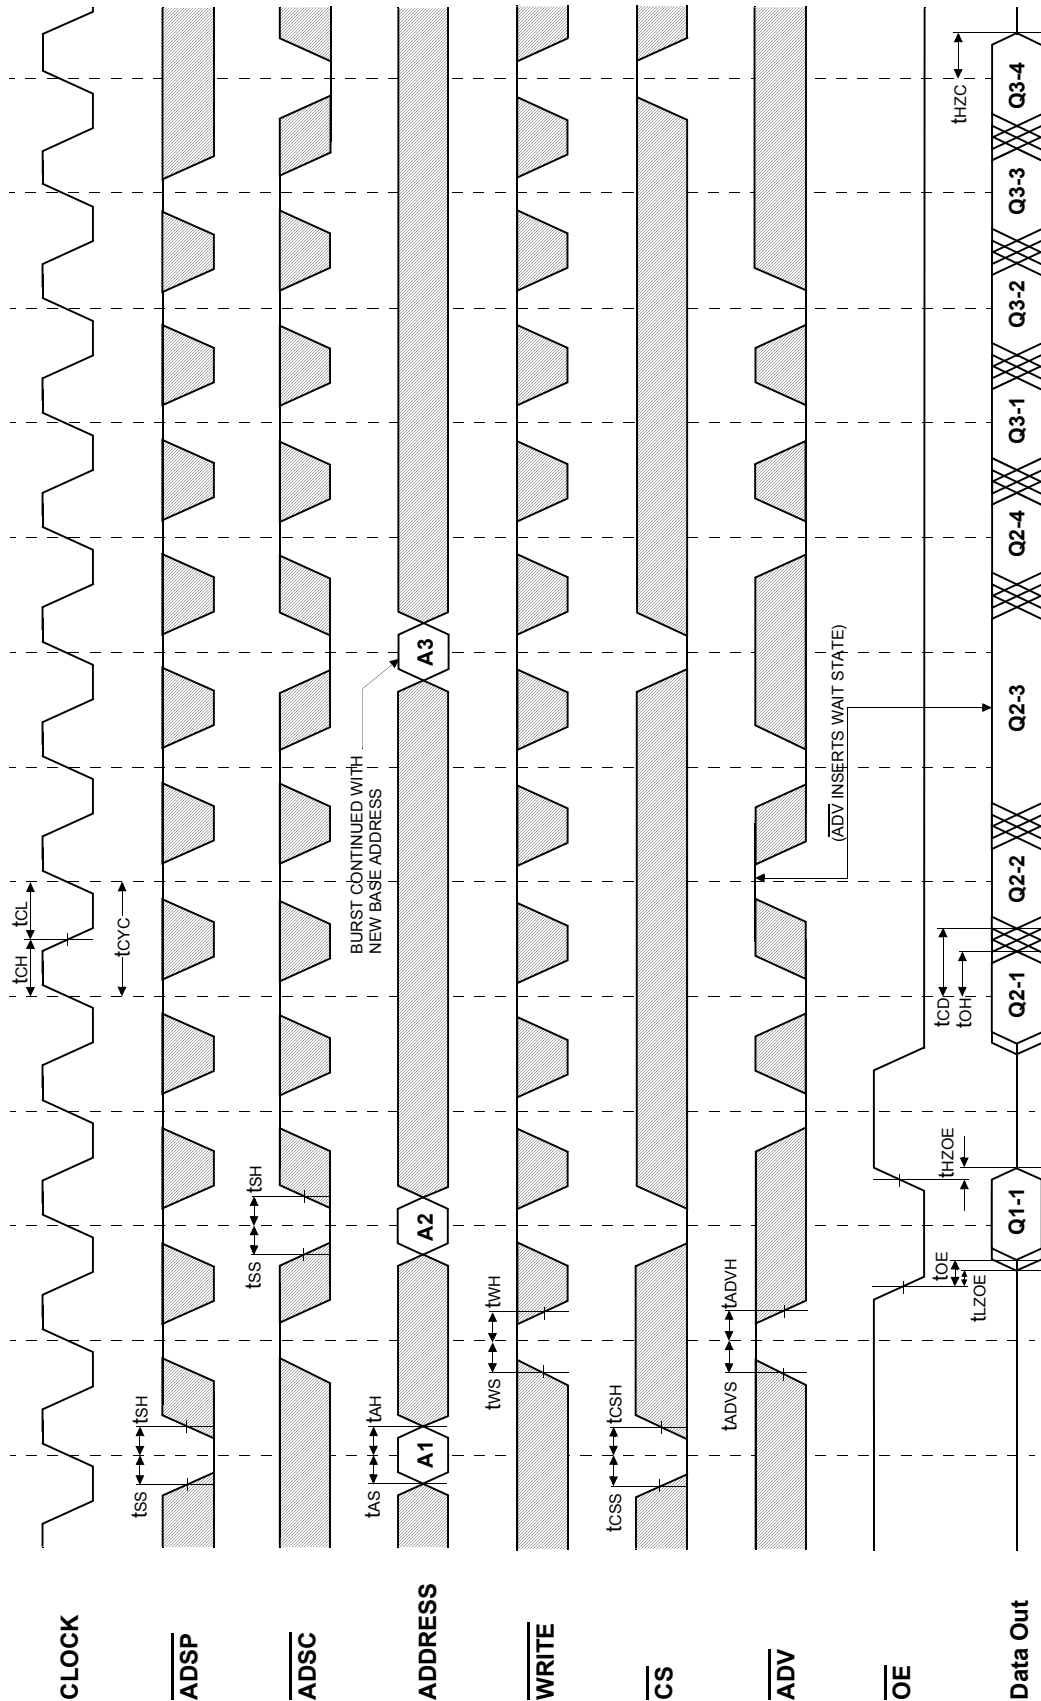 CLOCK
tCH
tCL
tCYC
ADSP
tSS
tSH
ADSC
tSS
tSH
BURST CONTINUED WITH
NEW BASE ADDRESS
ADDRESS
tAS
tAH
A1
A2
A3
WRITE
tWS
tWH
CS
tCSS
tCSH
ADV
tADVS
tADVH
(ADV INSERTS WAIT STATE)
OE
tOE
tLZOE
tHZOE
tCD
tOH
tHZC
Data Out
Q1-1
Q2-1
Q2-2
Q2-3
Q2-4
Q3-1
Q3-2
Q3-3
Q3-4